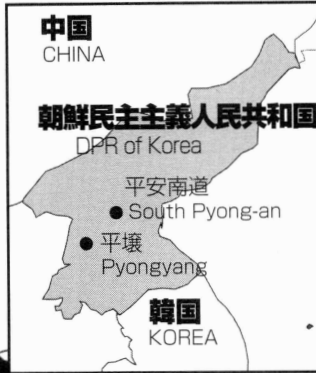 中国
CHINA
朝鮮民主主義人民共和国
DPR of Korea
平安南道
South Pyong-an
平壌
Pyongyang
韓国
KOREA